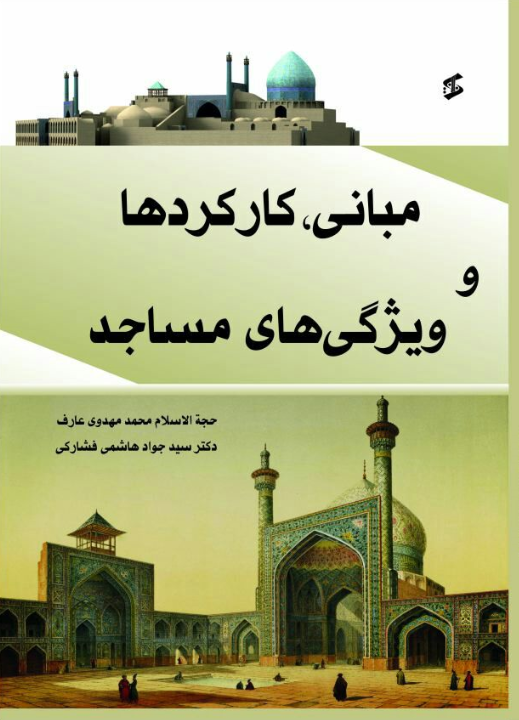 مبانی، کارکردها
و
ویژگی‌های مساجد
حجة الاسلام محمد مهدوی عارف
دکتر سید جواد هاشمی فشارکی